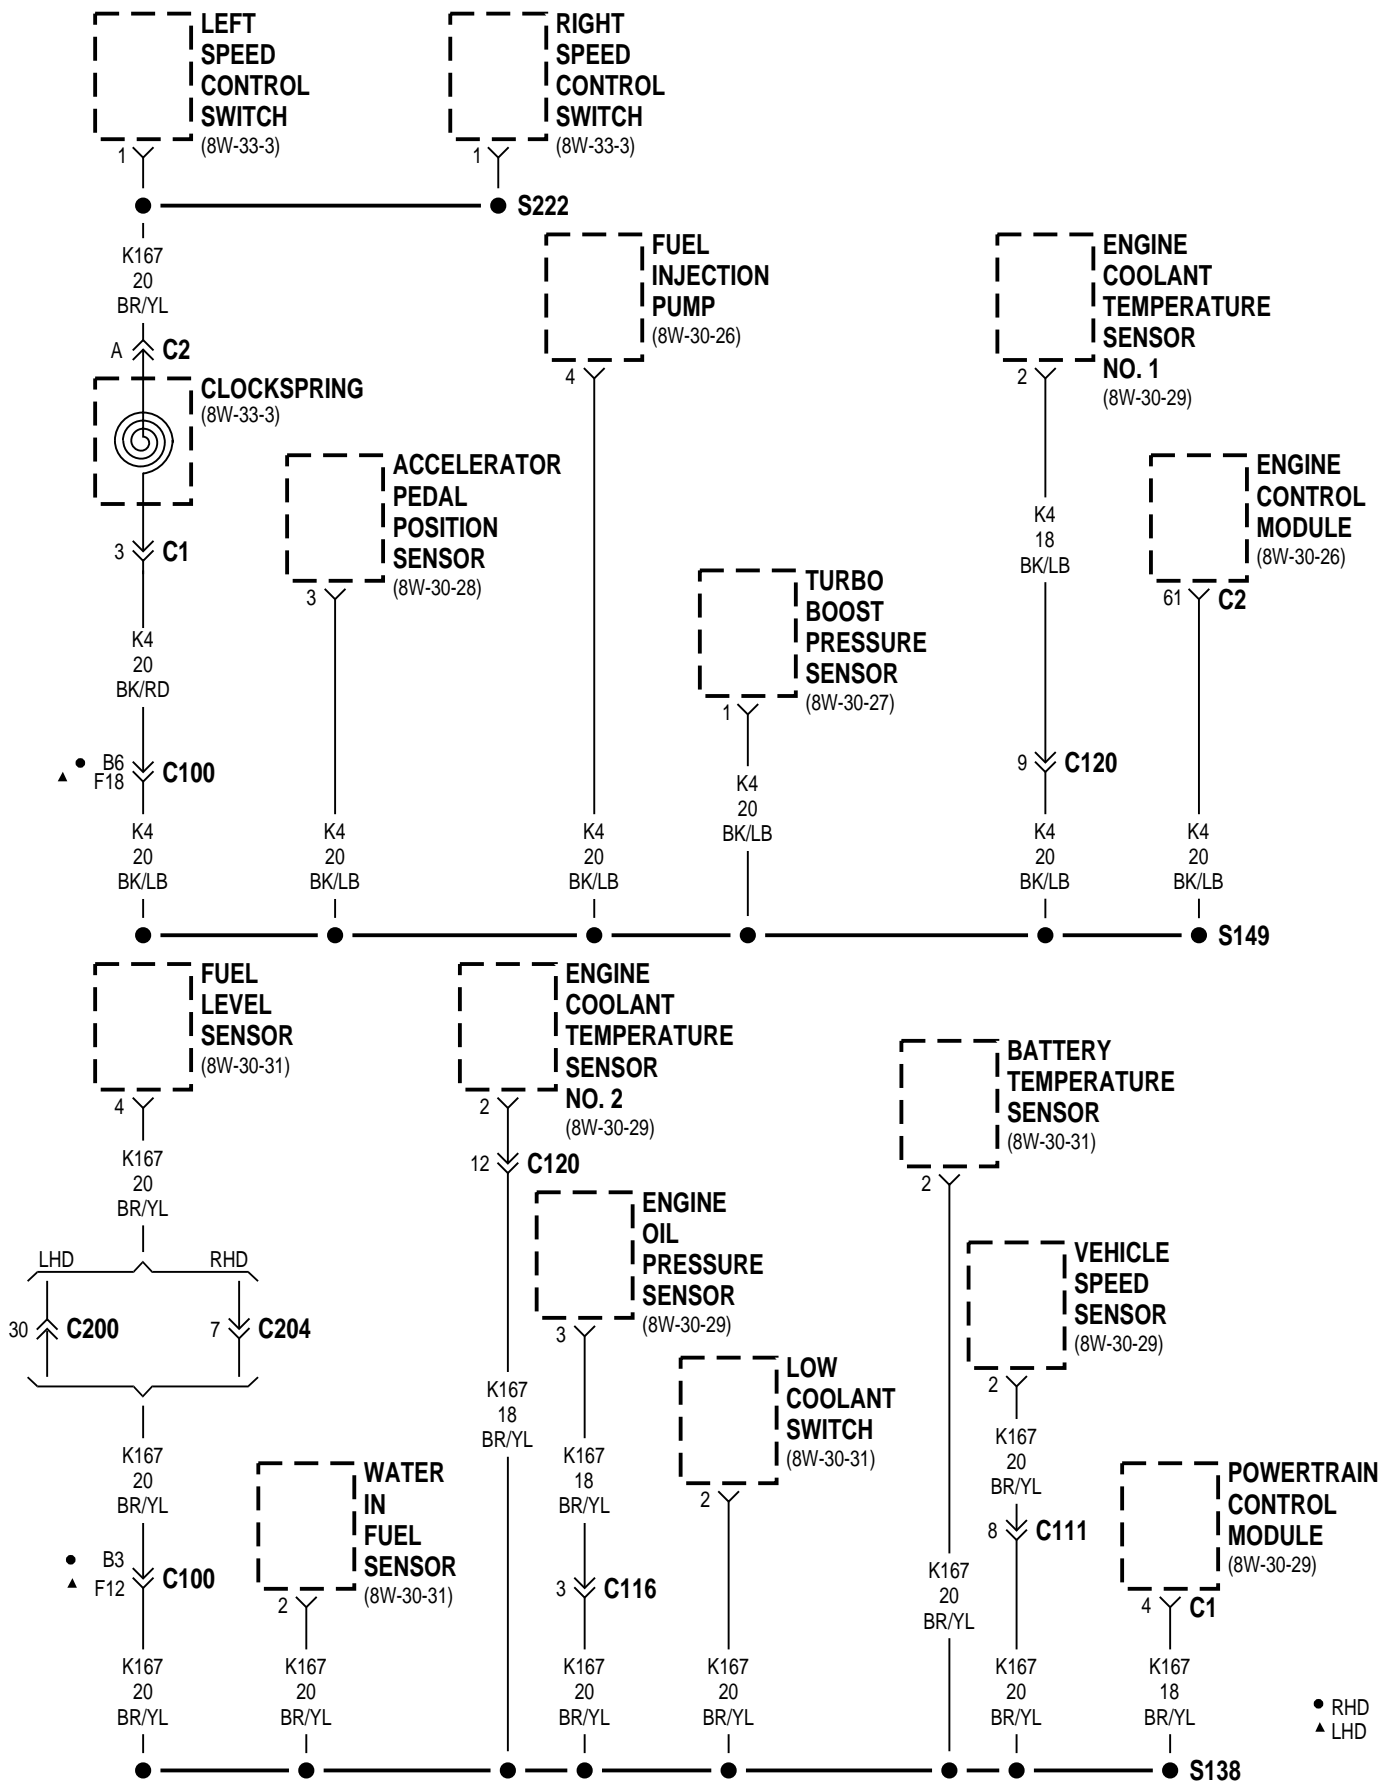 LEFT
SPEED
CONTROL
SWITCH
(8W-33-3)
1
RIGHT
SPEED
CONTROL
SWITCH
(8W-33-3)
1
S222
K167
20
BR/YL
A
C2
CLOCKSPRING
(8W-33-3)
3
C1
K4
20
BK/RD
B6
F18
C100
K4
20
BK/LB
ACCELERATOR
PEDAL
POSITION
SENSOR
(8W-30-28)
3
K4
20
BK/LB
FUEL
INJECTION
PUMP
(8W-30-26)
4
K4
20
BK/LB
TURBO
BOOST
PRESSURE
SENSOR
(8W-30-27)
1
K4
20
BK/LB
ENGINE
COOLANT
TEMPERATURE
SENSOR
NO. 1
(8W-30-29)
2
K4
18
BK/LB
9
C120
K4
20
BK/LB
ENGINE
CONTROL
MODULE
(8W-30-26)
61
C2
K4
20
BK/LB
S149
FUEL
LEVEL
SENSOR
(8W-30-31)
4
K167
20
BR/YL
LHD
RHD
30
C200
7
C204
K167
20
BR/YL
B3
F12
C100
K167
20
BR/YL
WATER
IN
FUEL
SENSOR
(8W-30-31)
2
K167
20
BR/YL
ENGINE
COOLANT
TEMPERATURE
SENSOR
NO. 2
(8W-30-29)
2
12
C120
K167
18
BR/YL
ENGINE
OIL
PRESSURE
SENSOR
(8W-30-29)
3
K167
18
BR/YL
3
C116
K167
20
BR/YL
LOW
COOLANT
SWITCH
(8W-30-31)
2
K167
20
BR/YL
BATTERY
TEMPERATURE
SENSOR
(8W-30-31)
2
K167
20
BR/YL
VEHICLE
SPEED
SENSOR
(8W-30-29)
2
K167
20
BR/YL
8
C111
K167
20
BR/YL
POWERTRAIN
CONTROL
MODULE
(8W-30-29)
4
C1
K167
18
BR/YL
S138
● RHD
▲ LHD